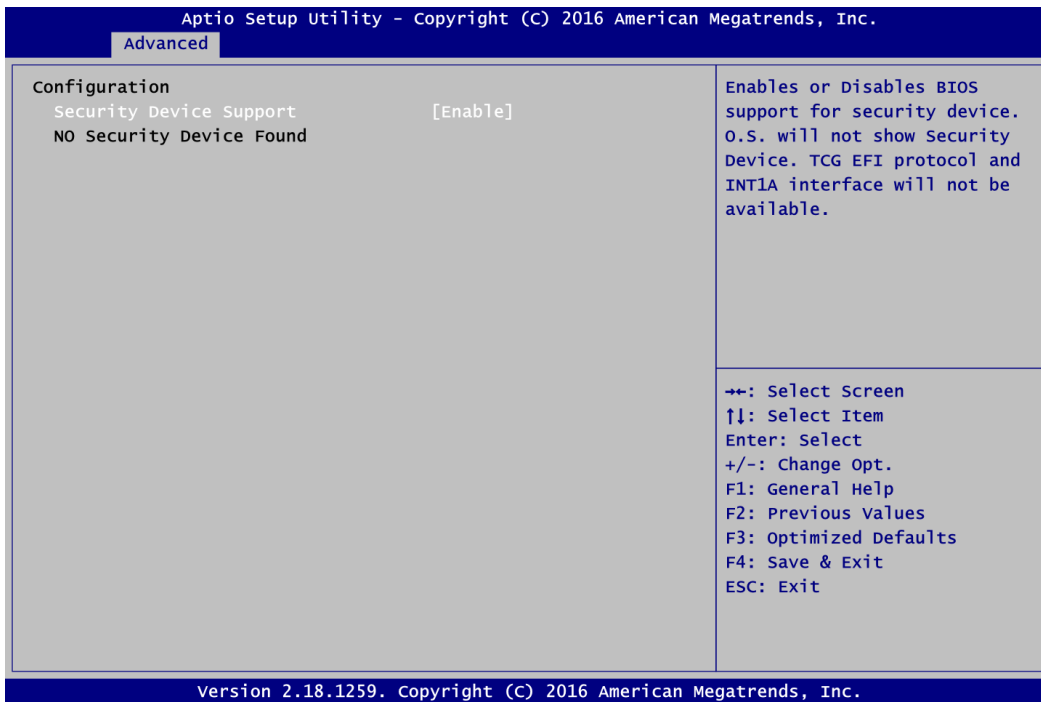 Aptio Setup Utility - Copyright (C) 2016 American Megatrends, Inc.
Advanced
Configuration
Security Device Support [Enable]
NO Security Device Found
Enables or Disables BIOS
support for security device.
O.S. will not show Security
Device. TCG EFI protocol and
INT1A interface will not be
available.
→←: Select Screen
↑↓: Select Item
Enter: Select
+/-: Change Opt.
F1: General Help
F2: Previous Values
F3: Optimized Defaults
F4: Save & Exit
ESC: Exit
Version 2.18.1259. Copyright (C) 2016 American Megatrends, Inc.